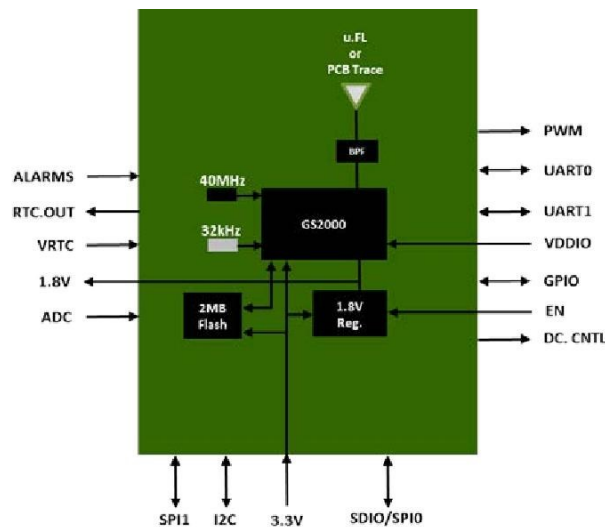 u.FL
or
PCB Trace
BPF
40MHz
GS2000
32kHz
2MB
Flash
1.8V
Reg.
ALARMS
RTC.OUT
VRTC
1.8V
ADC
PWM
UART0
UART1
VDDIO
GPIO
EN
DC. CNTL
SPI1
I2C
3.3V
SDIO/SPI0